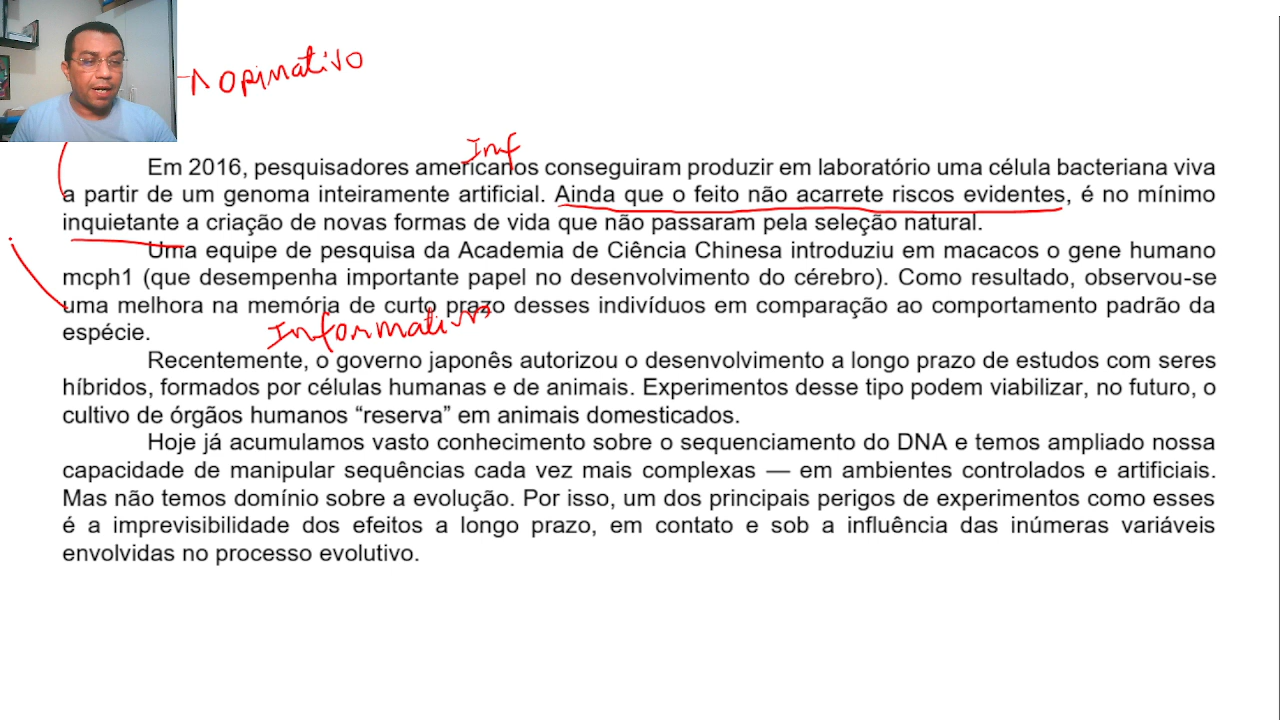 opinativo
Inf
Em 2016, pesquisadores americanos conseguiram produzir em laboratório uma célula bacteriana viva
a partir de um genoma inteiramente artificial. Ainda que o feito não acarrete riscos evidentes, é no mínimo
inquietante a criação de novas formas de vida que não passaram pela seleção natural.
Uma equipe de pesquisa da Academia de Ciência Chinesa introduziu em macacos o gene humano
mcph1 (que desempenha importante papel no desenvolvimento do cérebro). Como resultado, observou-se
uma melhora na memória de curto prazo desses indivíduos em comparação ao comportamento padrão da
espécie.
Informativo
Recentemente, o governo japonês autorizou o desenvolvimento a longo prazo de estudos com seres
híbridos, formados por células humanas e de animais. Experimentos desse tipo podem viabilizar, no futuro, o
cultivo de órgãos humanos “reserva” em animais domesticados.
Hoje já acumulamos vasto conhecimento sobre o sequenciamento do DNA e temos ampliado nossa
capacidade de manipular sequências cada vez mais complexas — em ambientes controlados e artificiais.
Mas não temos domínio sobre a evolução. Por isso, um dos principais perigos de experimentos como esses
é a imprevisibilidade dos efeitos a longo prazo, em contato e sob a influência das inúmeras variáveis
envolvidas no processo evolutivo.